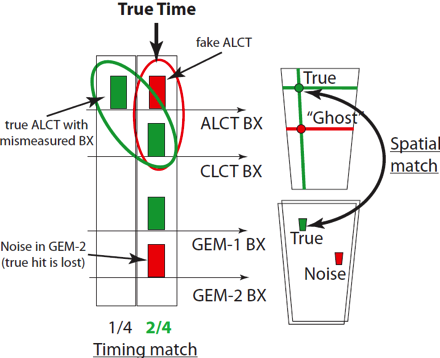 True Time
fake ALCT
true ALCT with
mismeasured BX
ALCT BX
CLCT BX
GEM-1 BX
Noise in GEM-2
(true hit is lost)
GEM-2 BX
1/4 2/4
Timing match
True
“Ghost”
Spatial
match
True
Noise